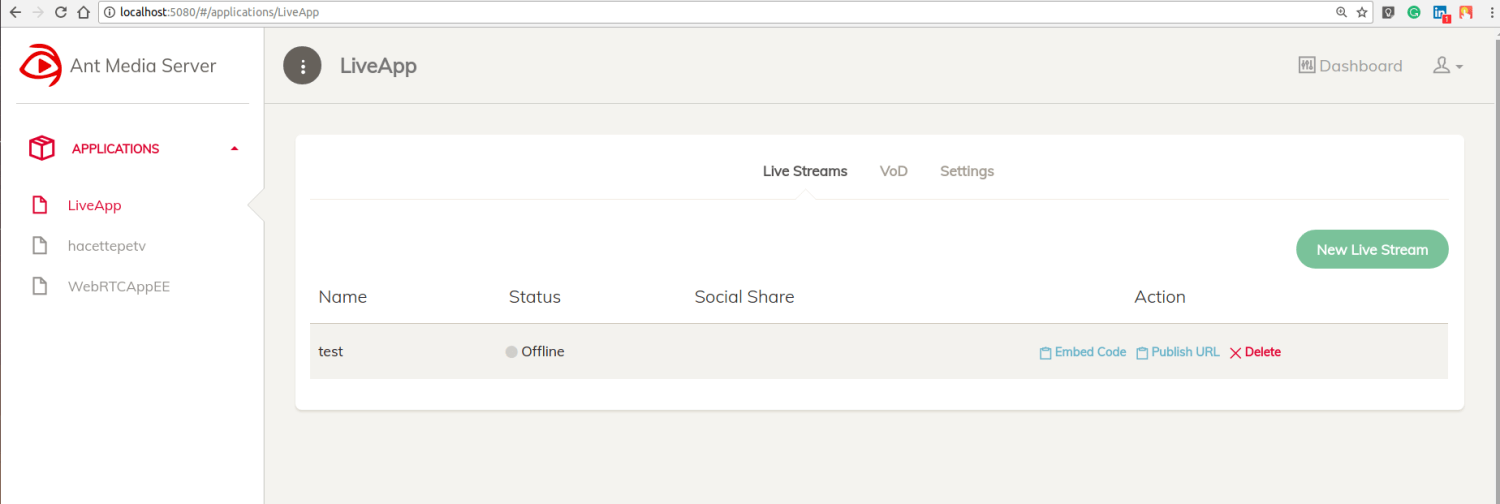 localhost:5080/#/applications/LiveApp
1
Ant Media Server
LiveApp
Dashboard
APPLICATIONS
LiveApp
hacettepetv
WebRTCAppEE
Live Streams VoD Settings
New Live Stream
Name Status Social Share Action
test Offline Embed Code Publish URL Delete